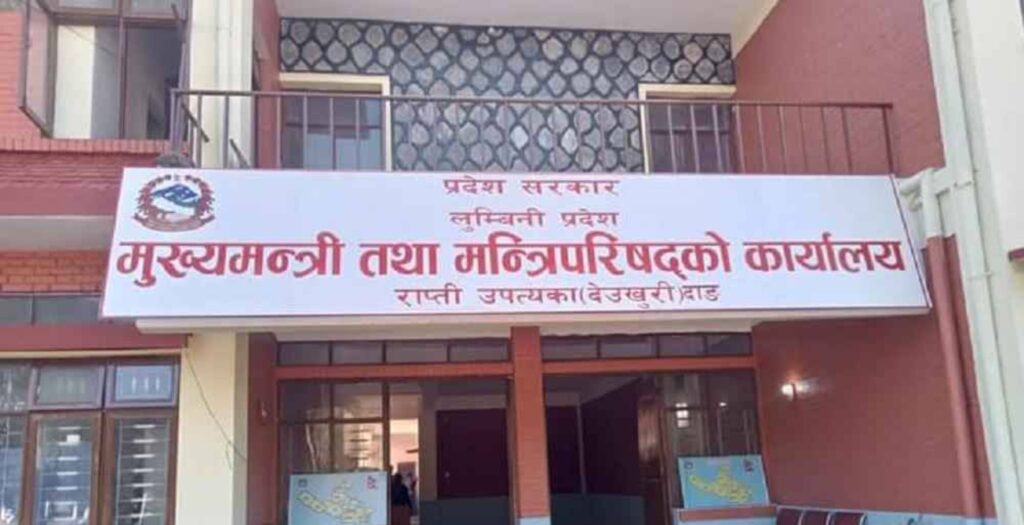 प्रदेश सरकार
लुम्बिनी प्रदेश
मुख्यमन्त्री तथा मन्त्रिपरिषद्को कार्यालय
राप्ती उपत्यका(देउखुरी)दाङ